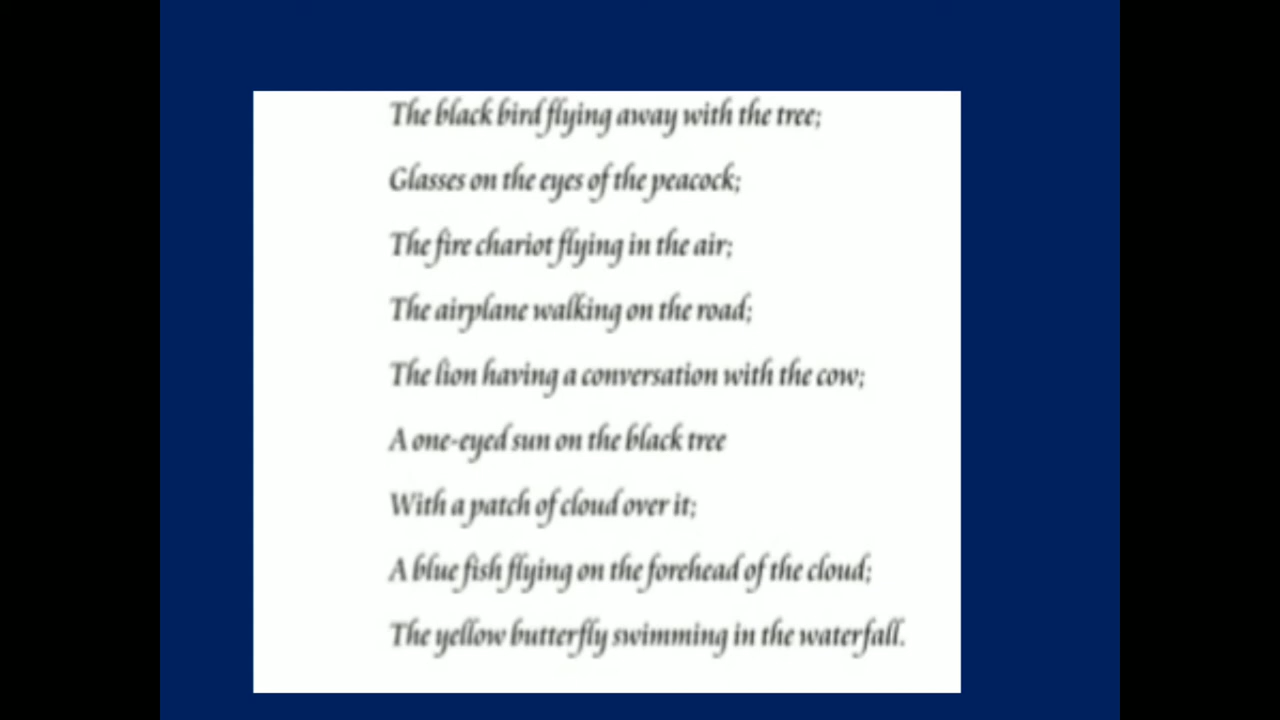 The black bird flying away with the tree;
Glasses on the eyes of the peacock;
The fire chariot flying in the air;
The airplane walking on the road;
The lion having a conversation with the cow;
A one-eyed sun on the black tree
With a patch of cloud over it;
A blue fish flying on the forehead of the cloud;
The yellow butterfly swimming in the waterfall.